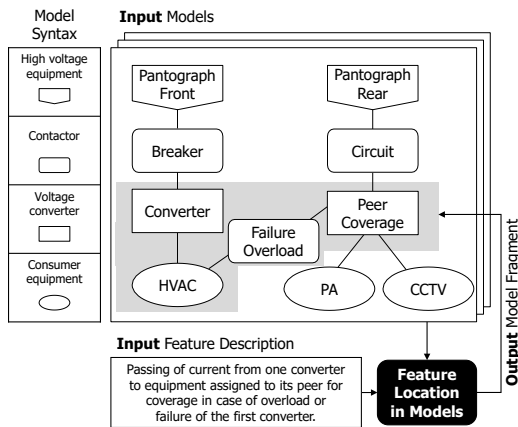 Model
Syntax
High voltage
equipment
Contactor
Voltage
converter
Consumer
equipment
Input Models
Pantograph
Front
Pantograph
Rear
Breaker
Circuit
Converter
Peer
Coverage
Failure
Overload
HVAC
PA
CCTV
Input Feature Description
Passing of current from one converter
to equipment assigned to its peer for
coverage in case of overload or
failure of the first converter.
Feature
Location
in Models
Output Model Fragment